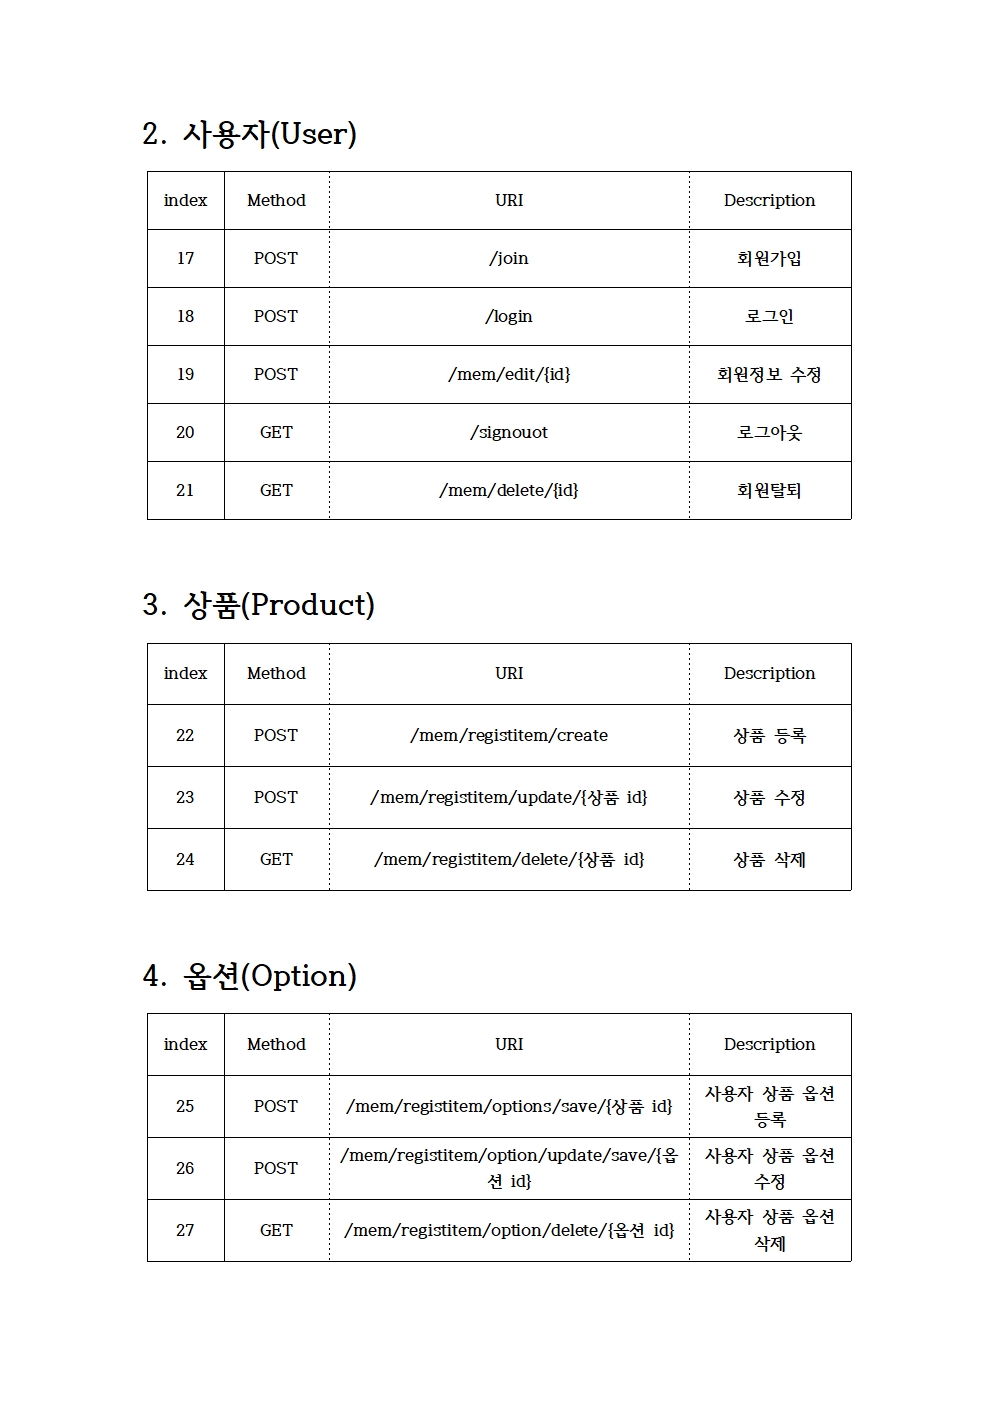 2. 사용자(User)
index Method URI Description
17 POST /join 회원가입
18 POST /login 로그인
19 POST /mem/edit/{id} 회원정보 수정
20 GET /signouot 로그아웃
21 GET /mem/delete/{id} 회원탈퇴
3. 상품(Product)
index Method URI Description
22 POST /mem/registitem/create 상품 등록
23 POST /mem/registitem/update/{상품 id} 상품 수정
24 GET /mem/registitem/delete/{상품 id} 상품 삭제
4. 옵션(Option)
index Method URI Description
25 POST /mem/registitem/options/save/{상품 id} 사용자 상품 옵션
등록
26 POST /mem/registitem/option/update/save/{옵
션 id} 사용자 상품 옵션
수정
27 GET /mem/registitem/option/delete/{옵션 id} 사용자 상품 옵션
삭제